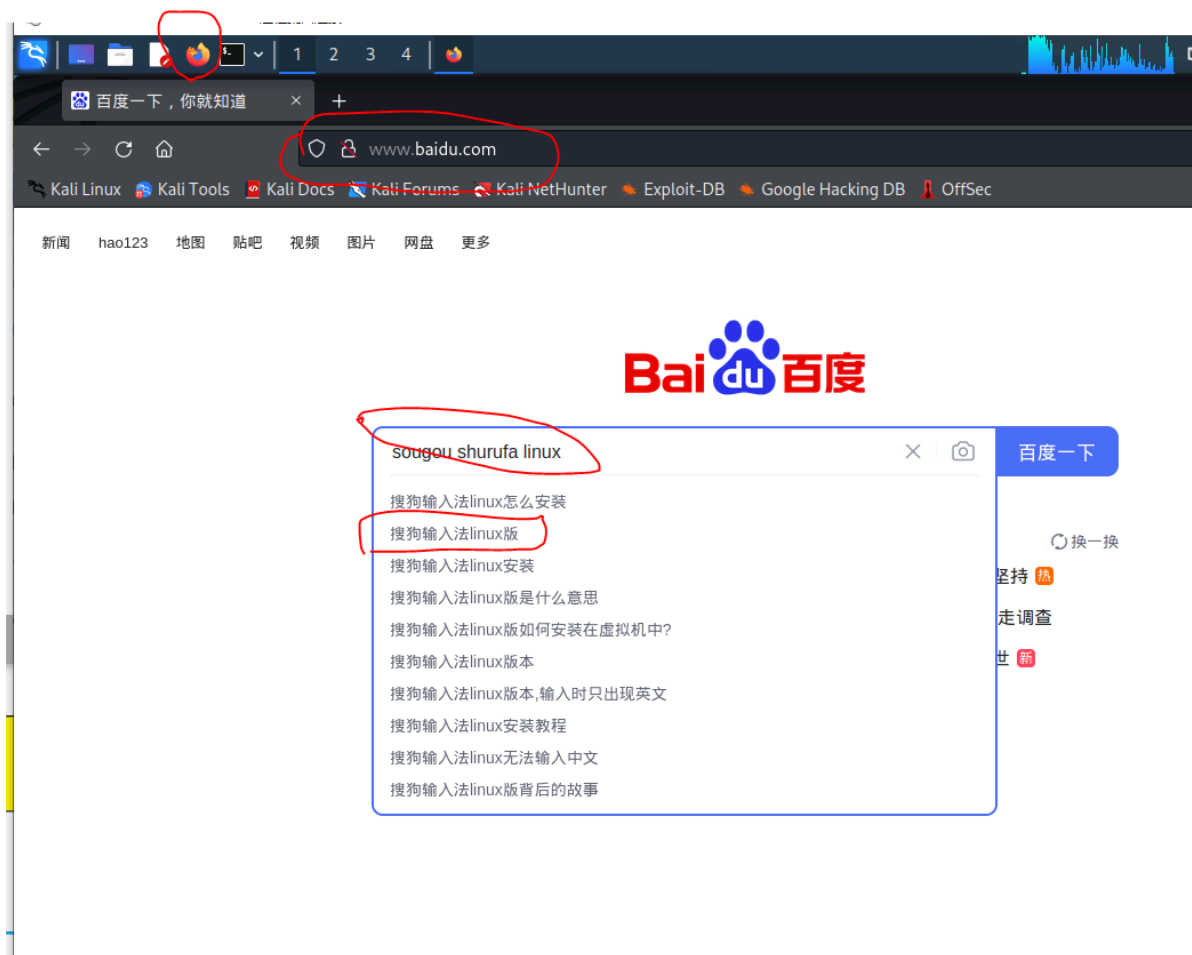 1 2 3 4
百度一下，你就知道
www.baidu.com
Kali Linux Kali Tools Kali Docs Kali Forums Kali NetHunter Exploit-DB Google Hacking DB OffSec
新闻 hao123 地图 贴吧 视频 图片 网盘 更多
Bai du 百度
sougou shurufa linux 百度一下
搜狗输入法linux怎么安装
搜狗输入法linux版
换一换
搜狗输入法linux安装
坚持 热
搜狗输入法linux版是什么意思
走调查
搜狗输入法linux版如何安装在虚拟机中?
搜狗输入法linux版本
世 新
搜狗输入法linux版本,输入时只出现英文
搜狗输入法linux安装教程
搜狗输入法linux无法输入中文
搜狗输入法linux版背后的故事